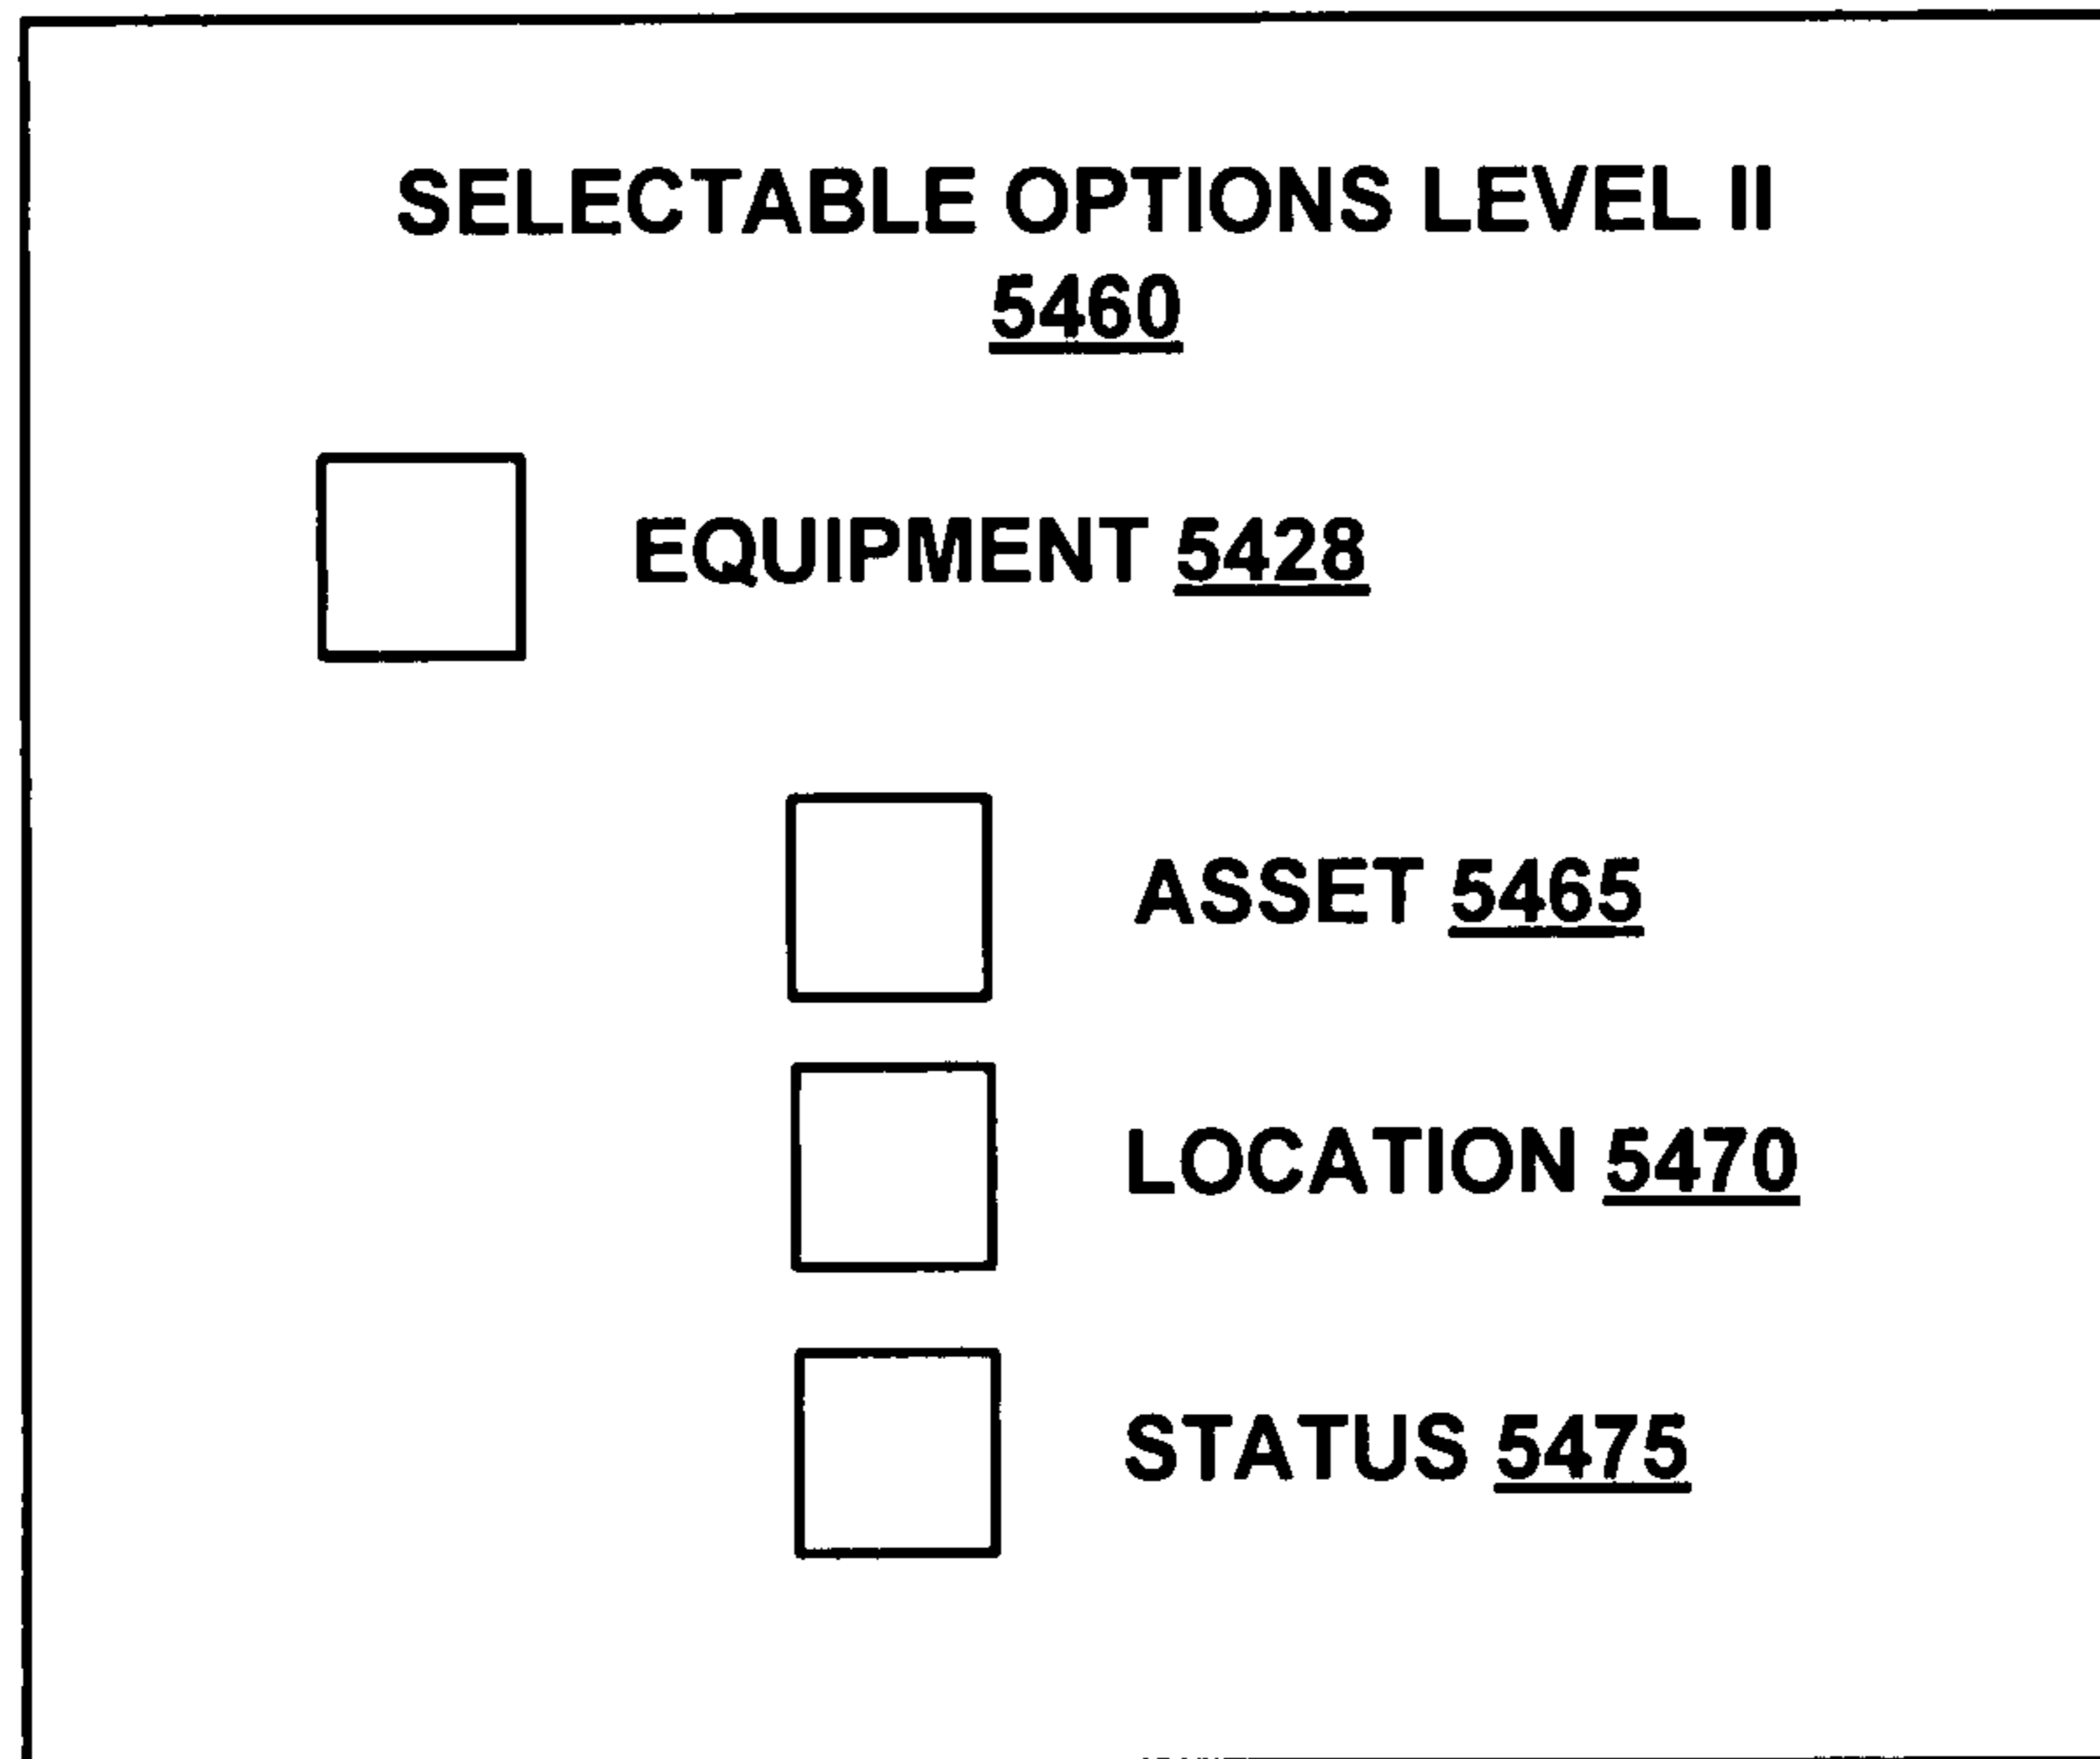 SELECTABLE OPTIONS LEVEL II
5460
EQUIPMENT 5428
ASSET 5465
LOCATION 5470
STATUS 5475